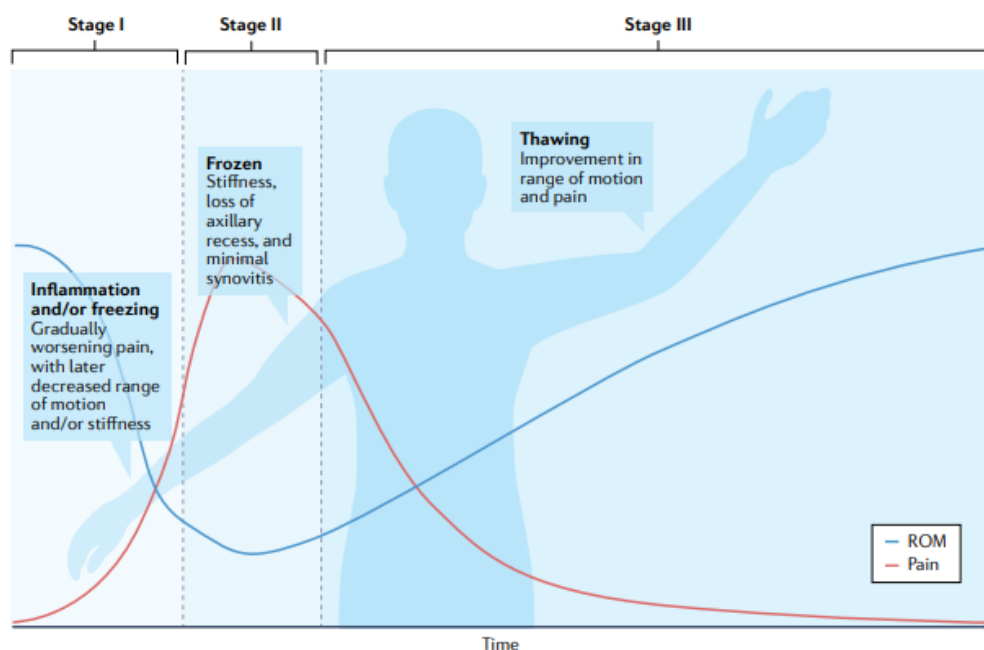 Stage I
Stage II
Stage III
Inflammation
and/or freezing
Gradually
worsening pain,
with later
decreased range
of motion
and/or stiffness
Frozen
Stiffness,
loss of
axillary
recess, and
minimal
synovitis
Thawing
Improvement in
range of motion
and pain
ROM
Pain
Time